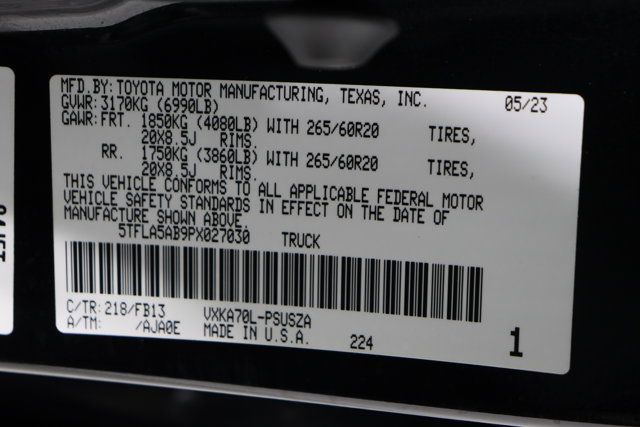 MFD.BY: TOYOTA MOTOR MANUFACTURING, TEXAS, INC. 05/23
GVWR: 3170KG (6990LB)
GAWR: FRT. 1850KG (4080LB) WITH 265/60R20 TIRES,
20X8.5J RIMS.
RR. 1750KG (3860LB) WITH 265/60R20 TIRES,
20X8.5J RIMS.
THIS VEHICLE CONFORMS TO ALL APPLICABLE FEDERAL MOTOR
VEHICLE SAFETY STANDARDS IN EFFECT ON THE DATE OF
MANUFACTURE SHOWN ABOVE.
5TFLA5AB9PX027030 TRUCK
C/TR: 218/FB13 VXKA70L-PSUSZA
A/TM: /AJA0E MADE IN U.S.A. 224 1